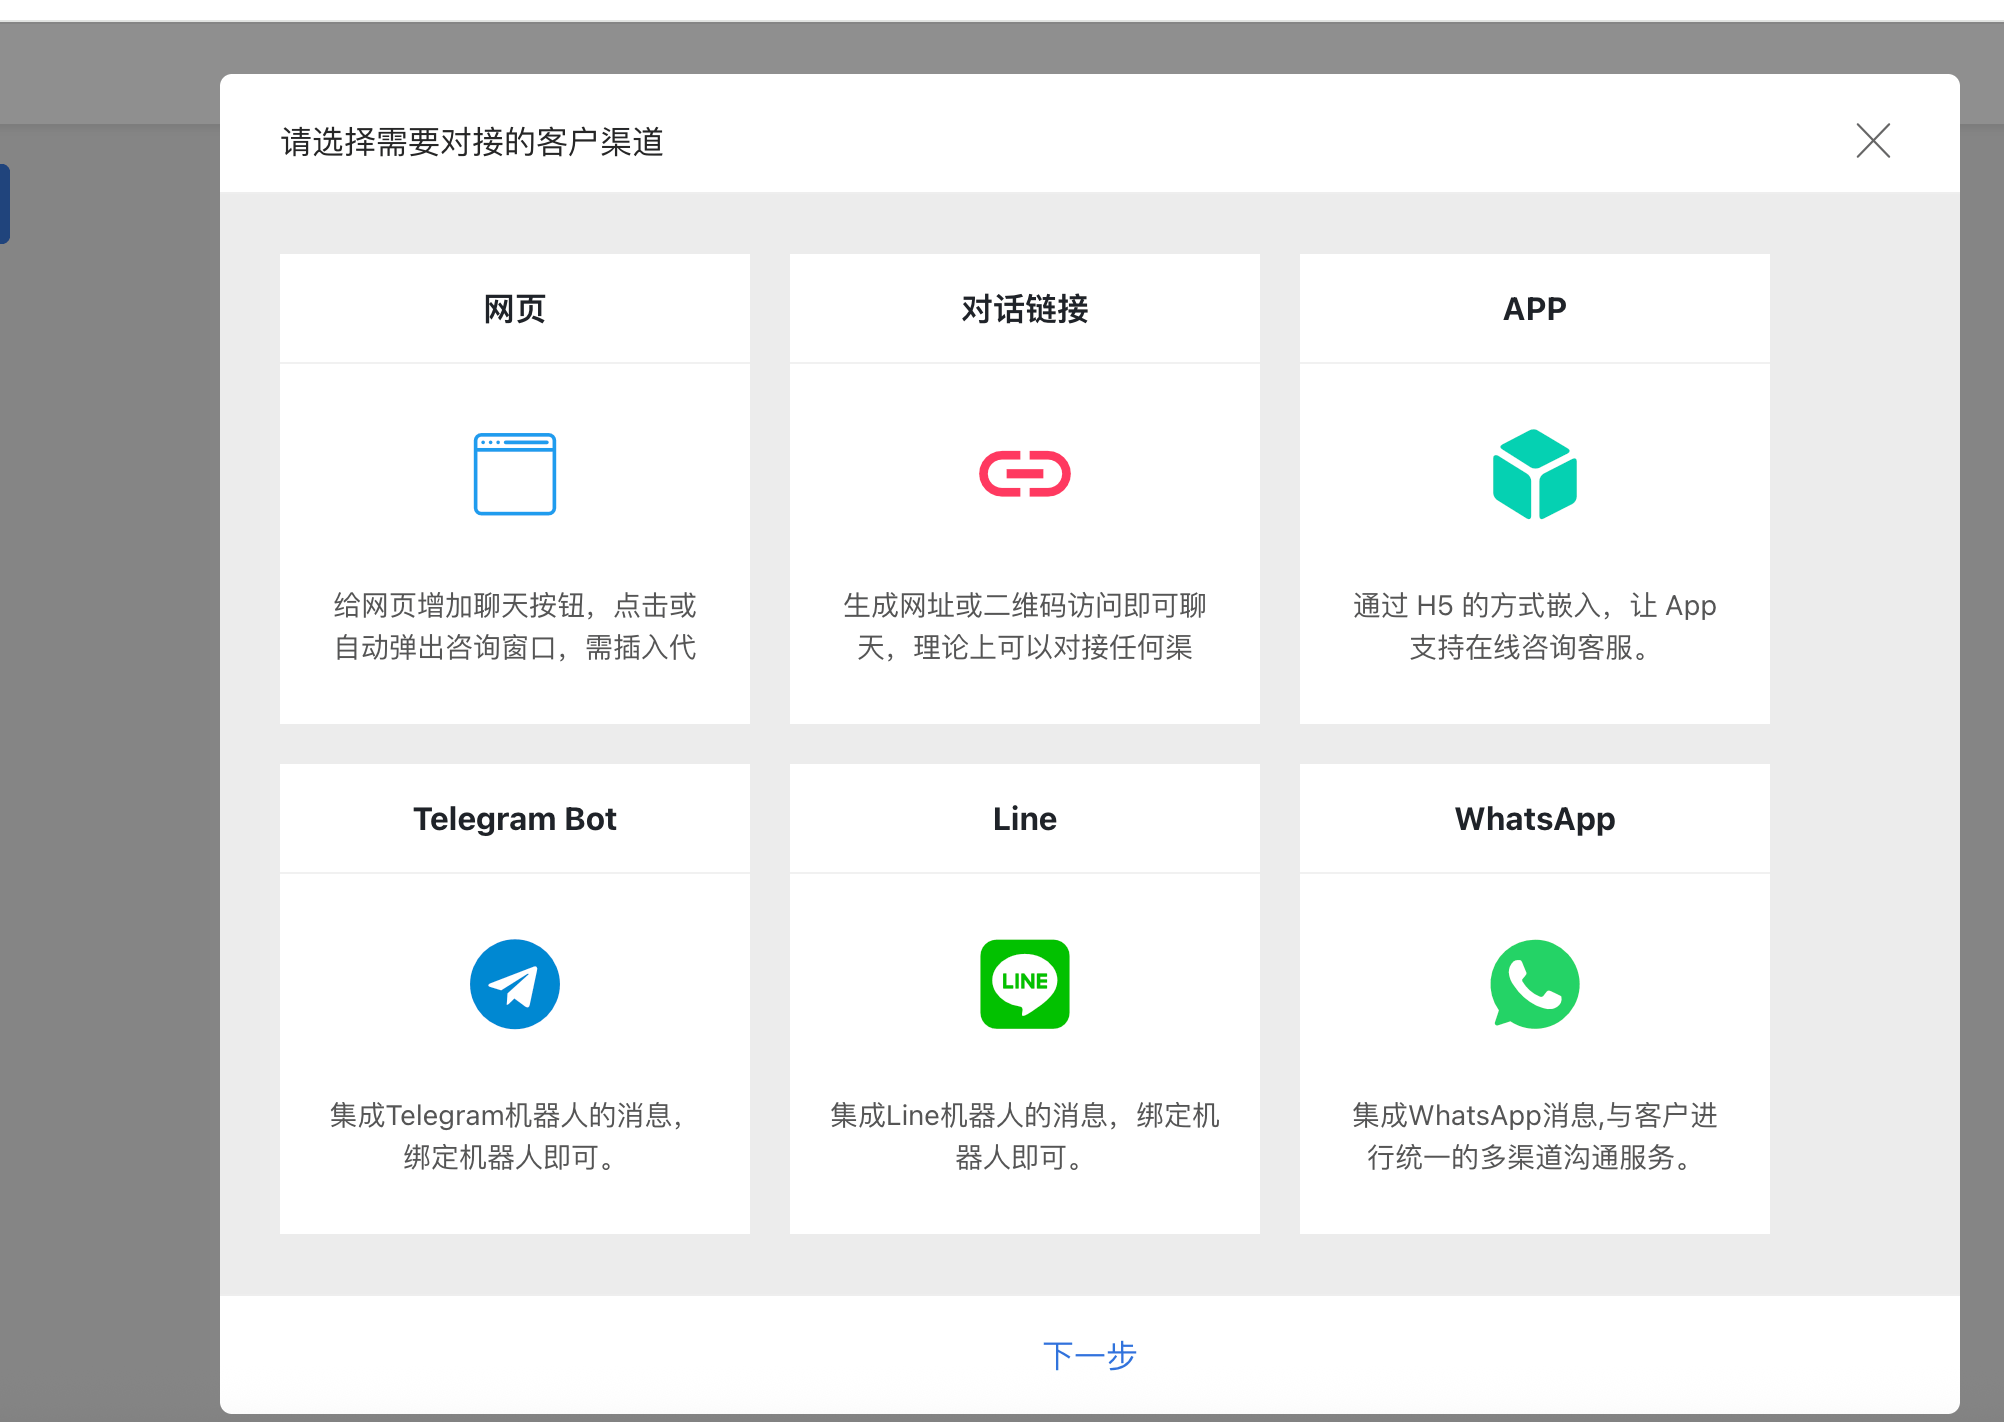 请选择需要对接的客户渠道
网页
对话链接
APP
给网页增加聊天按钮，点击或
自动弹出咨询窗口，需插入代
生成网址或二维码访问即可聊
天，理论上可以对接任何渠
通过 H5 的方式嵌入，让 App
支持在线咨询客服。
Telegram Bot
Line
WhatsApp
LINE
集成Telegram机器人的消息，
绑定机器人即可。
集成Line机器人的消息，绑定机
器人即可。
集成WhatsApp消息,与客户进
行统一的多渠道沟通服务。
下一步